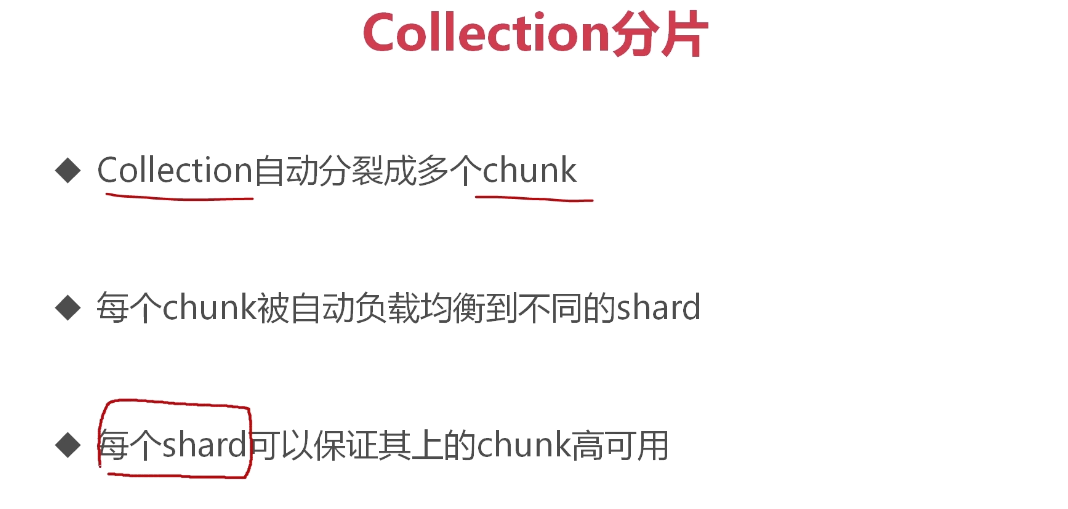 Collection分片
◆ Collection自动分裂成多个chunk
◆ 每个chunk被自动负载均衡到不同的shard
◆ 每个shard可以保证其上的chunk高可用